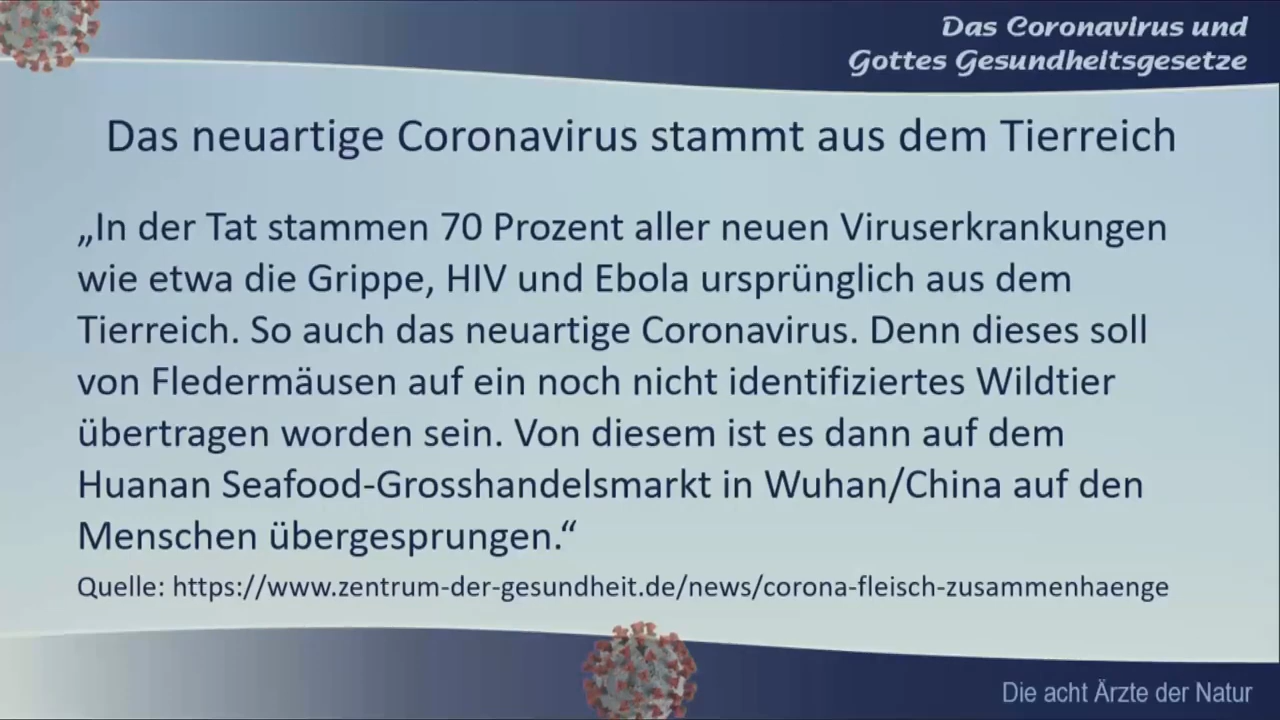 Das Coronavirus und
Gottes Gesundheitsgesetze
Das neuartige Coronavirus stammt aus dem Tierreich
„In der Tat stammen 70 Prozent aller neuen Viruserkrankungen
wie etwa die Grippe, HIV und Ebola ursprünglich aus dem
Tierreich. So auch das neuartige Coronavirus. Denn dieses soll
von Fledermäusen auf ein noch nicht identifiziertes Wildtier
übertragen worden sein. Von diesem ist es dann auf dem
Huanan Seafood-Grosshandelsmarkt in Wuhan/China auf den
Menschen übergesprungen.“
Quelle: https://www.zentrum-der-gesundheit.de/news/corona-fleisch-zusammenhaenge
Die acht Ärzte der Natur